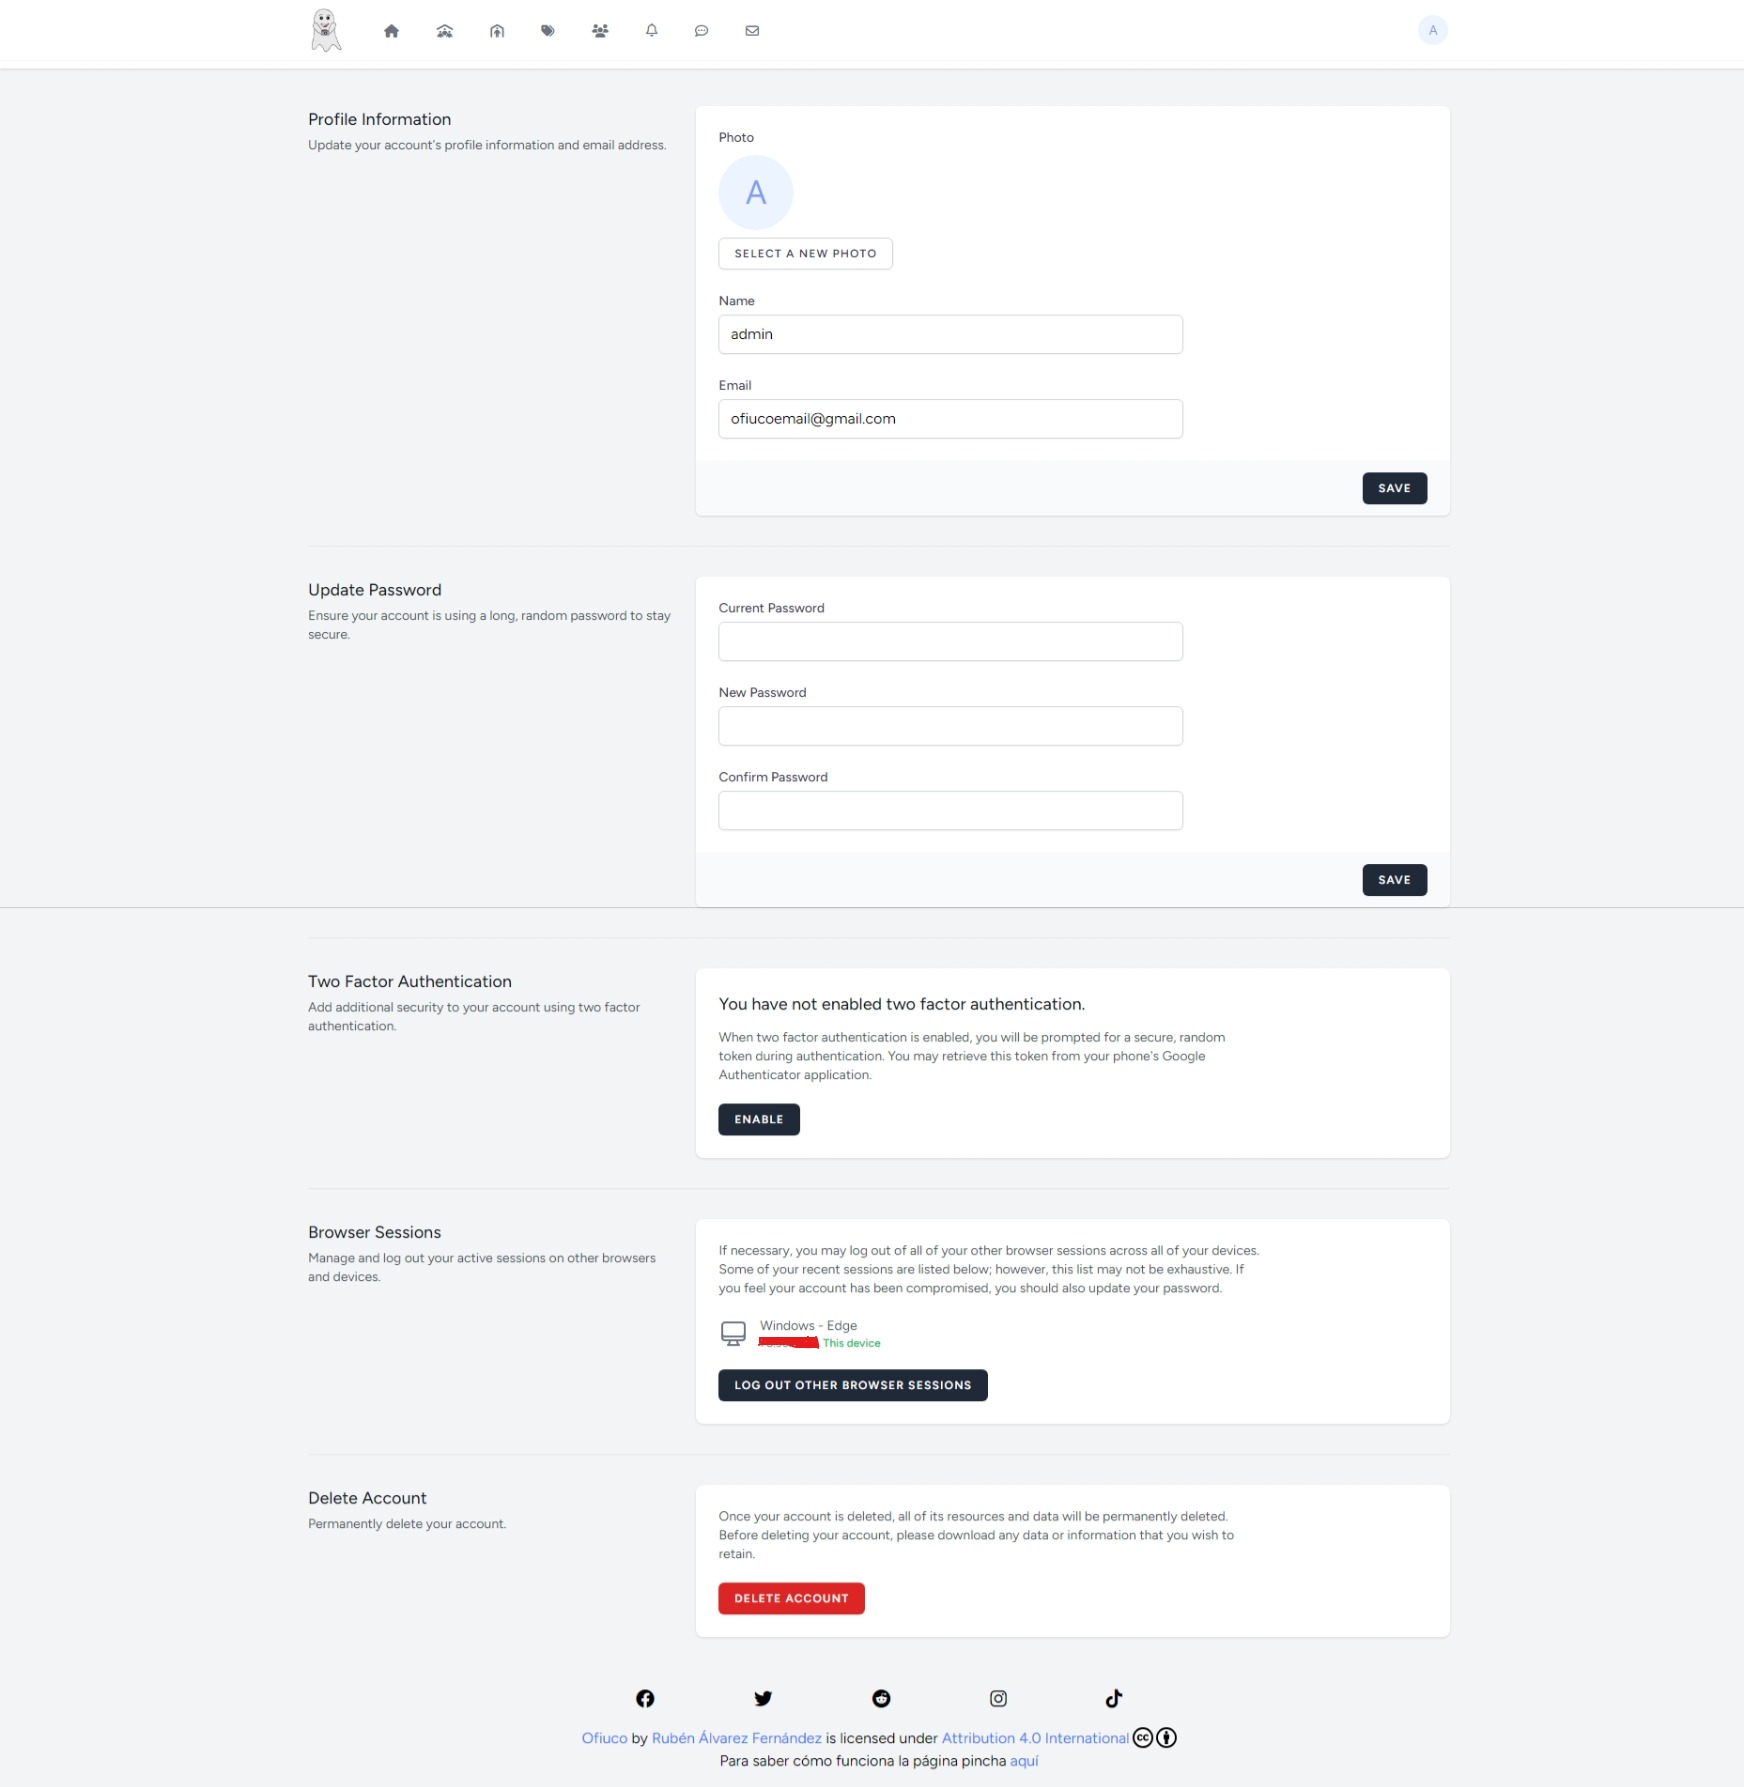 A
Profile Information
Update your account's profile information and email address.
Photo
A
SELECT A NEW PHOTO
Name
admin
Email
ofiucoemail@gmail.com
SAVE
Update Password
Ensure your account is using a long, random password to stay
secure.
Current Password
New Password
Confirm Password
SAVE
Two Factor Authentication
Add additional security to your account using two factor
authentication.
You have not enabled two factor authentication.
When two factor authentication is enabled, you will be prompted for a secure, random
token during authentication. You may retrieve this token from your phone's Google
Authenticator application.
ENABLE
Browser Sessions
Manage and log out your active sessions on other browsers
and devices.
If necessary, you may log out of all of your other browser sessions across all of your devices.
Some of your recent sessions are listed below; however, this list may not be exhaustive. If
you feel your account has been compromised, you should also update your password.
Windows - Edge
This device
LOG OUT OTHER BROWSER SESSIONS
Delete Account
Permanently delete your account.
Once your account is deleted, all of its resources and data will be permanently deleted.
Before deleting your account, please download any data or information that you wish to
retain.
DELETE ACCOUNT
Ofiuco by Rubén Álvarez Fernández is licensed under Attribution 4.0 International cc
Para saber cómo funciona la página pincha aquí